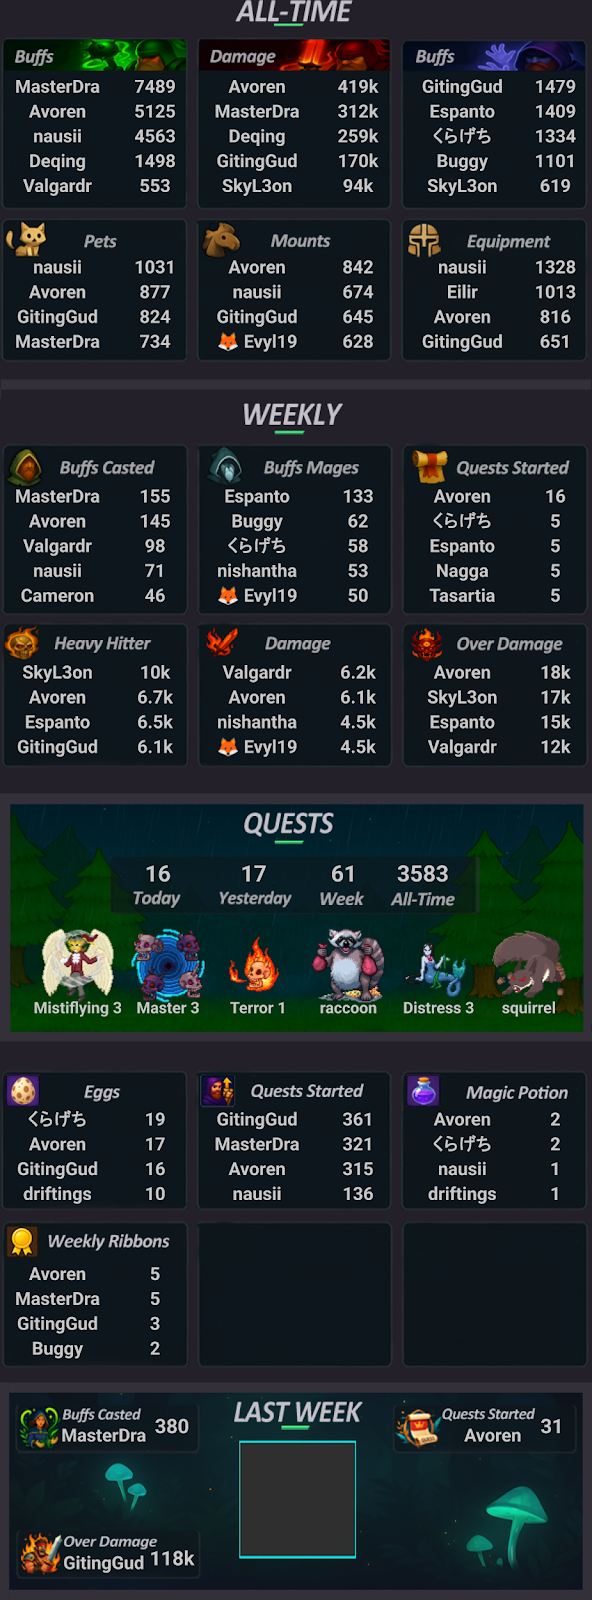 ALL-TIME
Buffs
MasterDra 7489
Avoren 5125
nausii 4563
Deqing 1498
Valgardr 553
Damage
Avoren 419k
MasterDra 312k
Deqing 259k
GitingGud 170k
SkyL3on 94k
Buffs
GitingGud 1479
Espanto 1409
くらげち 1334
Buggy 1101
SkyL3on 619
Pets
nausii 1031
Avoren 877
GitingGud 824
MasterDra 734
Mounts
Avoren 842
nausii 674
GitingGud 645
🦊 Evyl19 628
Equipment
nausii 1328
Eilir 1013
Avoren 816
GitingGud 651
WEEKLY
Buffs Casted
MasterDra 155
Avoren 145
Valgardr 98
nausii 71
Cameron 46
Buffs Mages
Espanto 133
Buggy 62
くらげち 58
nishantha 53
🦊 Evyl19 50
Quests Started
Avoren 16
くらげち 5
Espanto 5
Nagga 5
Tasartia 5
Heavy Hitter
SkyL3on 10k
Avoren 6.7k
Espanto 6.5k
GitingGud 6.1k
Damage
Valgardr 6.2k
Avoren 6.1k
nishantha 4.5k
🦊 Evyl19 4.5k
Over Damage
Avoren 18k
SkyL3on 17k
Espanto 15k
Valgardr 12k
QUESTS
16 17 61 3583
Today Yesterday Week All-Time
Mistiflying 3 Master 3 Terror 1 raccoon Distress 3 squirrel
Eggs
くらげち 19
Avoren 17
GitingGud 16
driftings 10
Quests Started
GitingGud 361
MasterDra 321
Avoren 315
nausii 136
Magic Potion
Avoren 2
くらげち 2
nausii 1
driftings 1
Weekly Ribbons
Avoren 5
MasterDra 5
GitingGud 3
Buggy 2
LAST WEEK
Buffs Casted
MasterDra 380
Quests Started
Avoren 31
Over Damage
GitingGud 118k